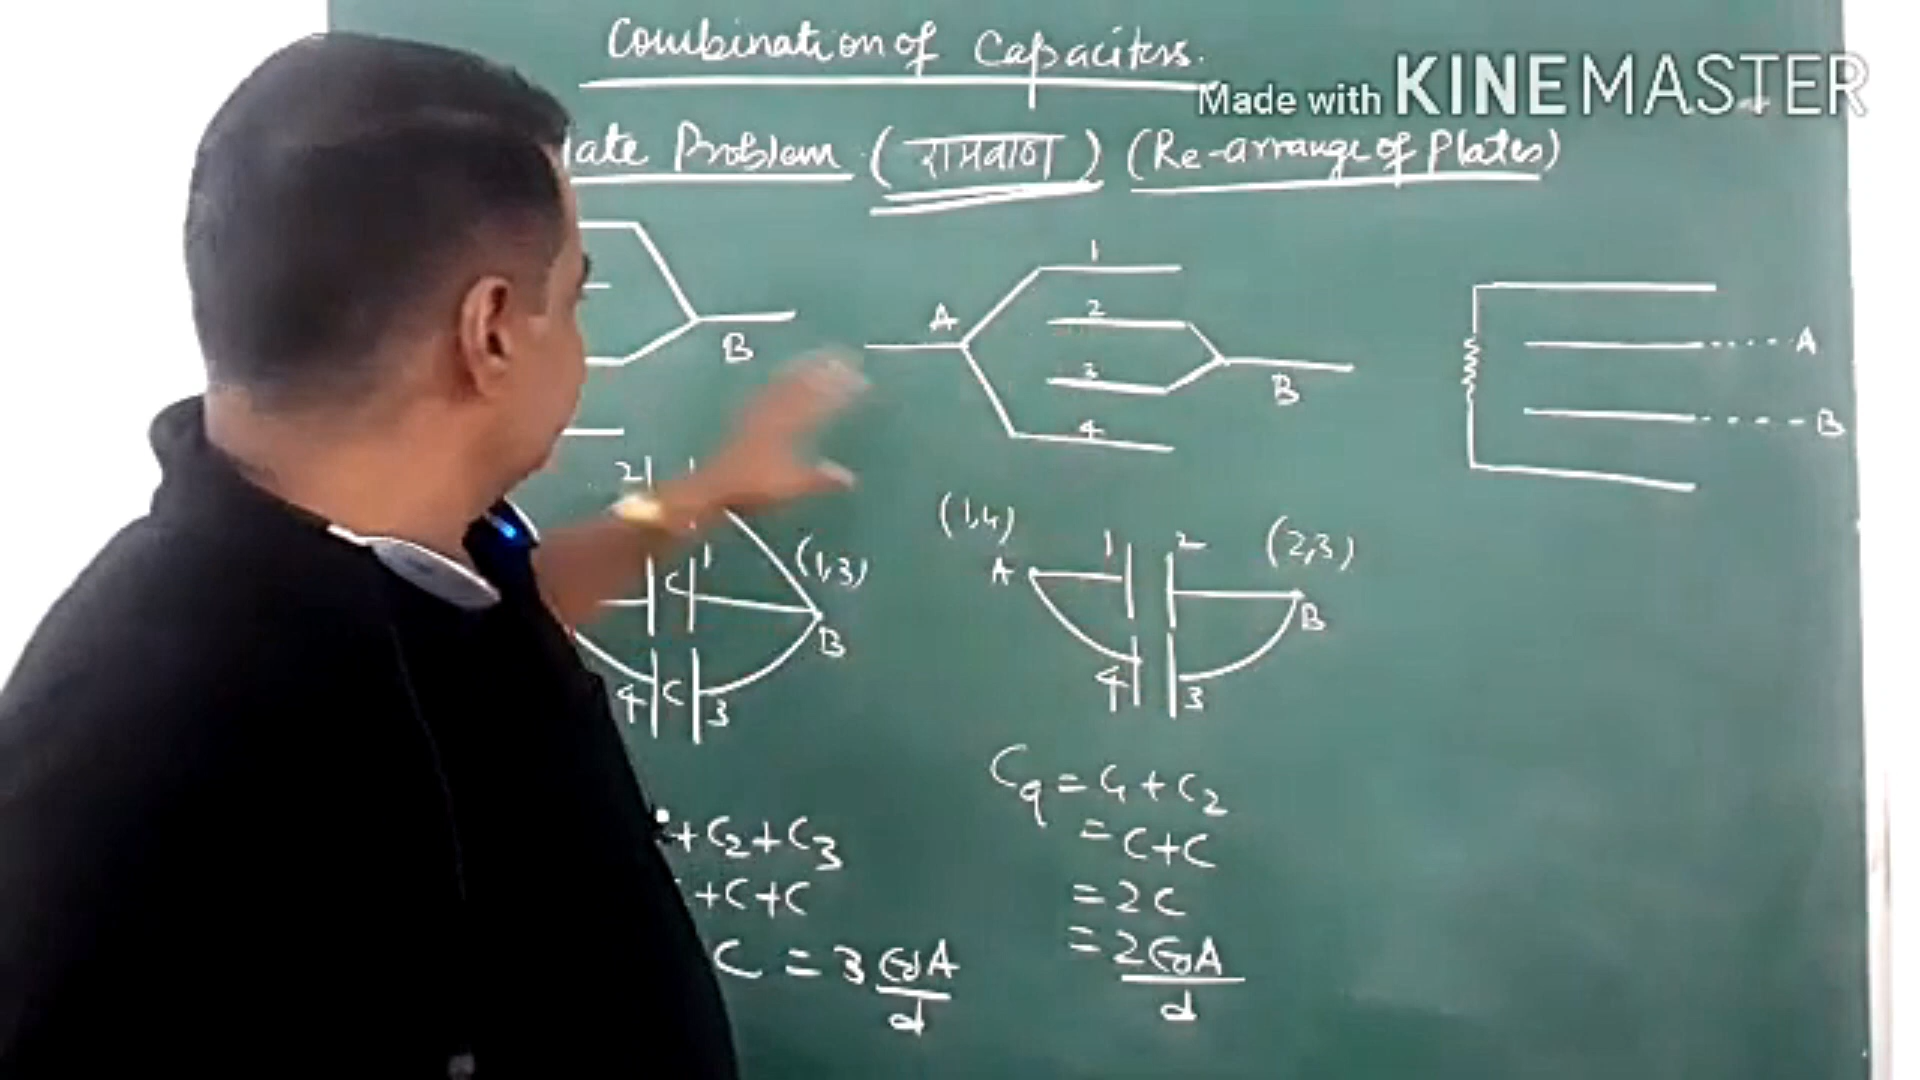 Combination of Capacitors.
Made with KINEMASTER
late Problem (रामबाण) (Re-arrange of Plates)
1
A
2
B
3
B
4
A
B
2
(1,4)
1
2
(2,3)
C
1
(1,3)
A
B
B
4
C
3
4
3
Cq = C1 + C2
+ C2 + C3
= C + C
+ C + C
= 2C
C = 3 ε0A
d
= 2 ε0A
d